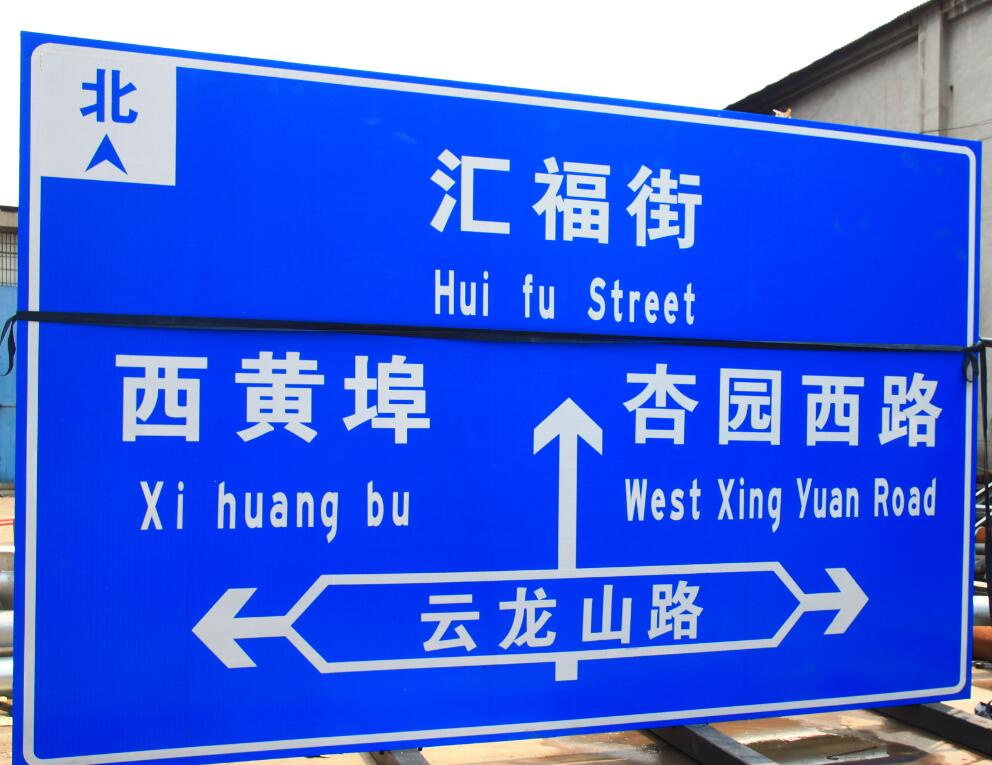 北
汇福街
Hui fu Street
西黄埠
Xi huang bu
杏园西路
West Xing Yuan Road
云龙山路